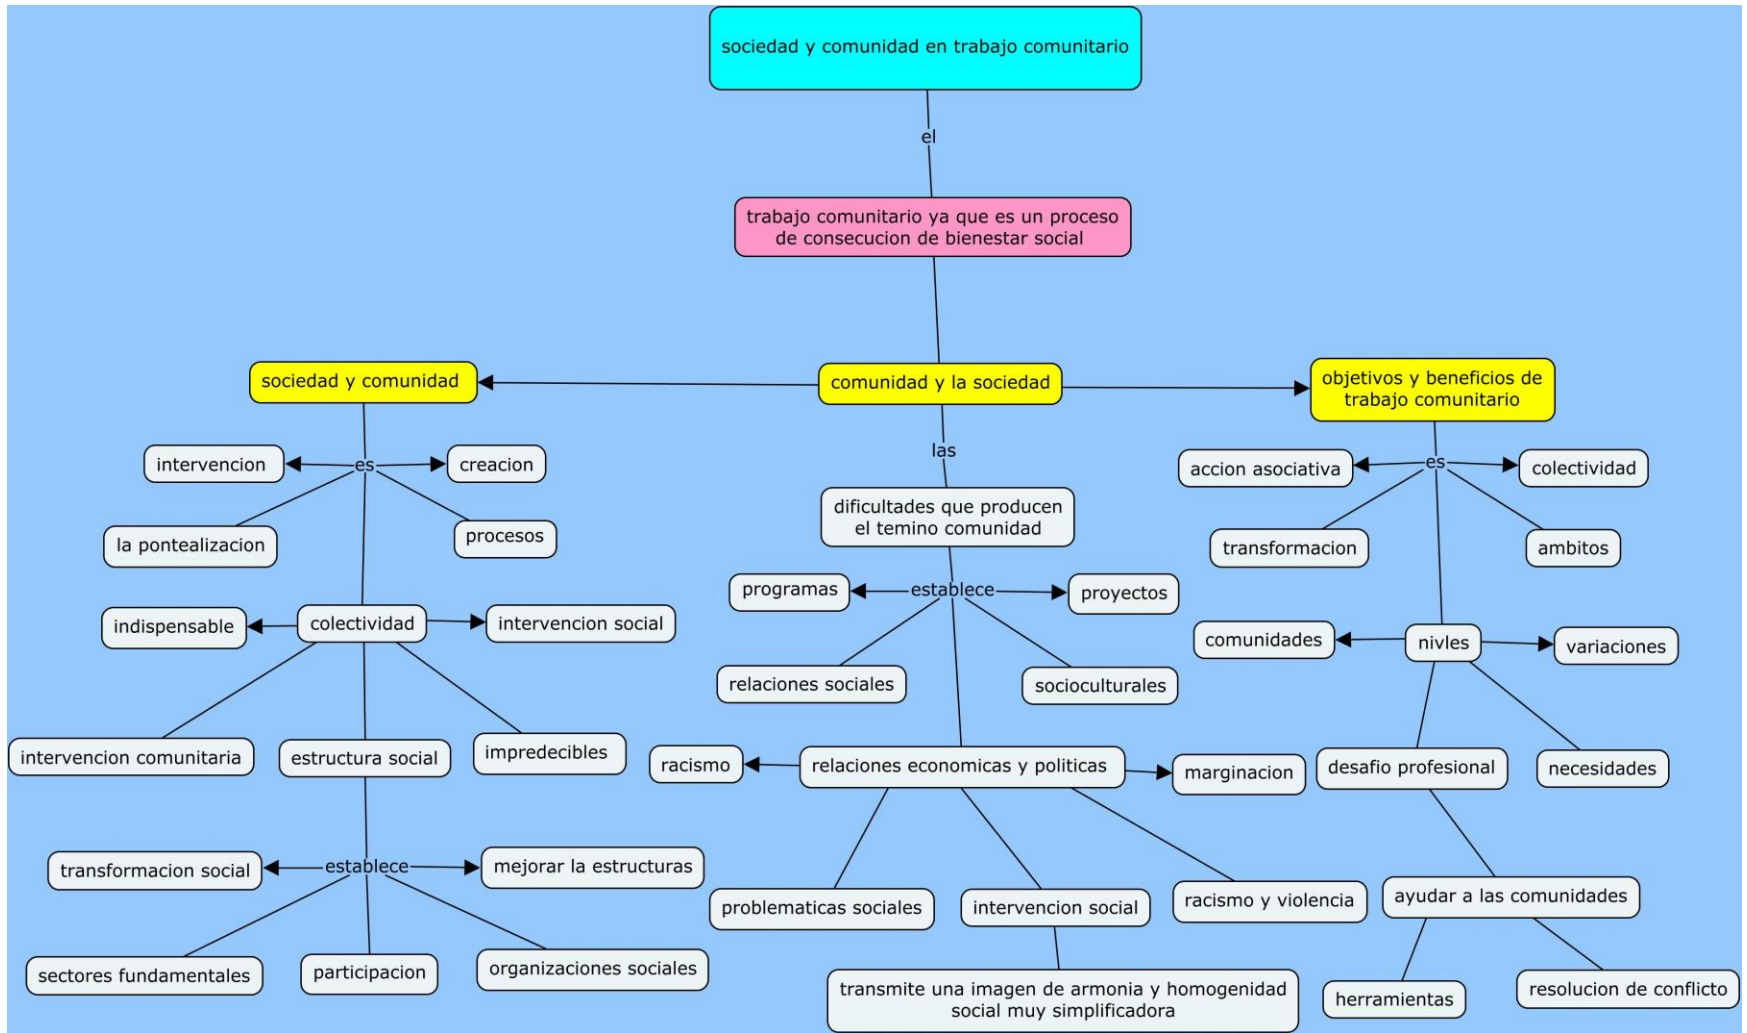 sociedad y comunidad en trabajo comunitario
el
trabajo comunitario ya que es un proceso
de consecucion de bienestar social
sociedad y comunidad
comunidad y la sociedad
objetivos y beneficios de
trabajo comunitario
intervencion
es
creacion
la pontealizacion
procesos
indispensable
colectividad
intervencion social
intervencion comunitaria
estructura social
impredecibles
transformacion social
establece
mejorar la estructuras
sectores fundamentales
participacion
organizaciones sociales
las
dificultades que producen
el temino comunidad
programas
establece
proyectos
relaciones sociales
socioculturales
racismo
relaciones economicas y politicas
marginacion
problematicas sociales
intervencion social
racismo y violencia
transmite una imagen de armonia y homogenidad
social muy simplificadora
accion asociativa
es
colectividad
transformacion
ambitos
comunidades
nivles
variaciones
desafio profesional
necesidades
ayudar a las comunidades
herramientas
resolucion de conflicto